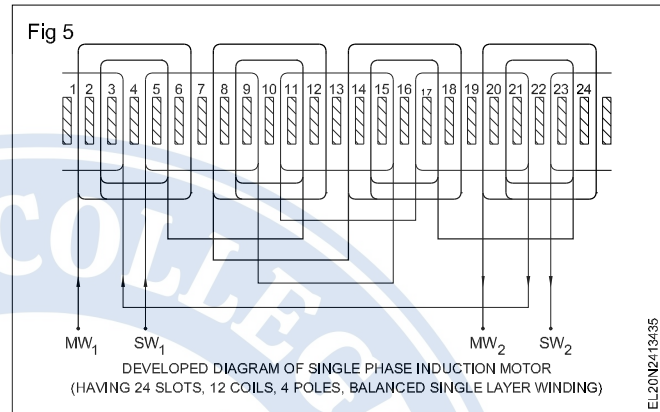 Fig 5
1 2 3 4 5 6 7 8 9 10 11 12 13 14 15 16 17 18 19 20 21 22 23 24
MW1 SW1 MW2 SW2
DEVELOPED DIAGRAM OF SINGLE PHASE INDUCTION MOTOR
(HAVING 24 SLOTS, 12 COILS, 4 POLES, BALANCED SINGLE LAYER WINDING)
EL20N2413435
COLLEG